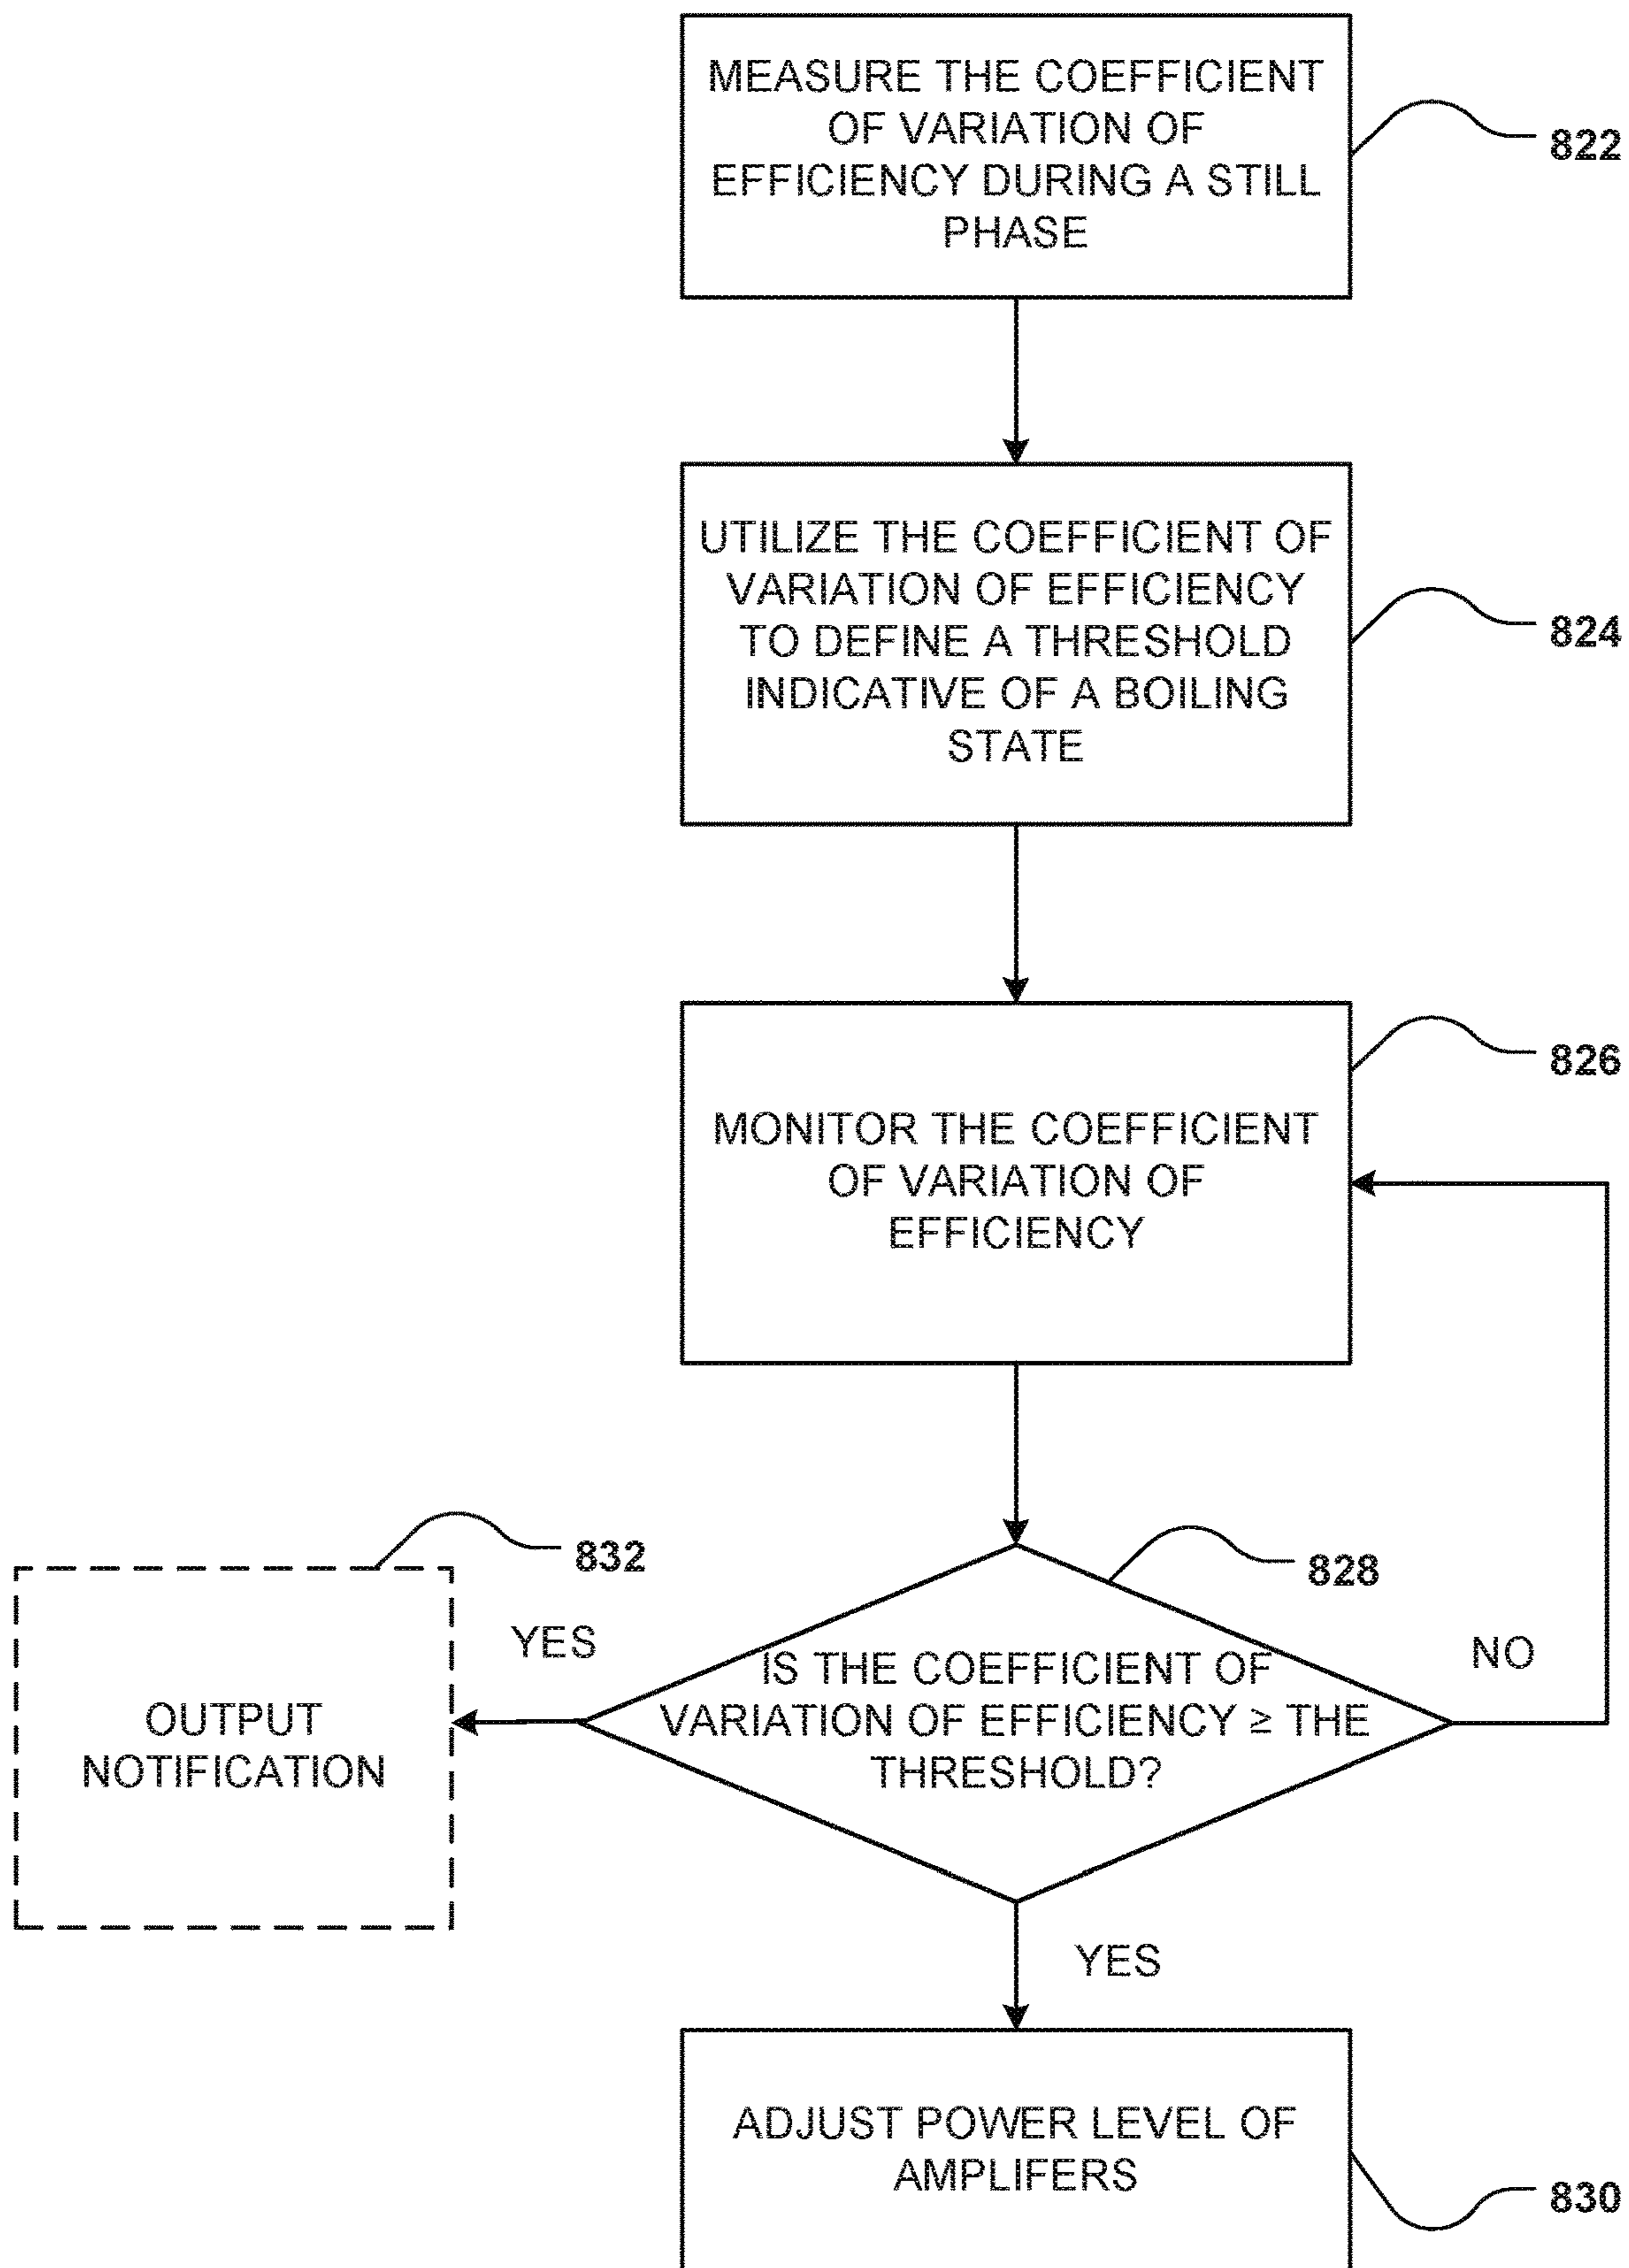 MEASURE THE COEFFICIENT
OF VARIATION OF
EFFICIENCY DURING A STILL
PHASE
822
UTILIZE THE COEFFICIENT OF
VARIATION OF EFFICIENCY
TO DEFINE A THRESHOLD
INDICATIVE OF A BOILING
STATE
824
826
MONITOR THE COEFFICIENT
OF VARIATION OF
EFFICIENCY
832
828
YES
NO
IS THE COEFFICIENT OF
VARIATION OF EFFICIENCY ≥ THE
THRESHOLD?
OUTPUT
NOTIFICATION
YES
ADJUST POWER LEVEL OF
AMPLIFERS
830